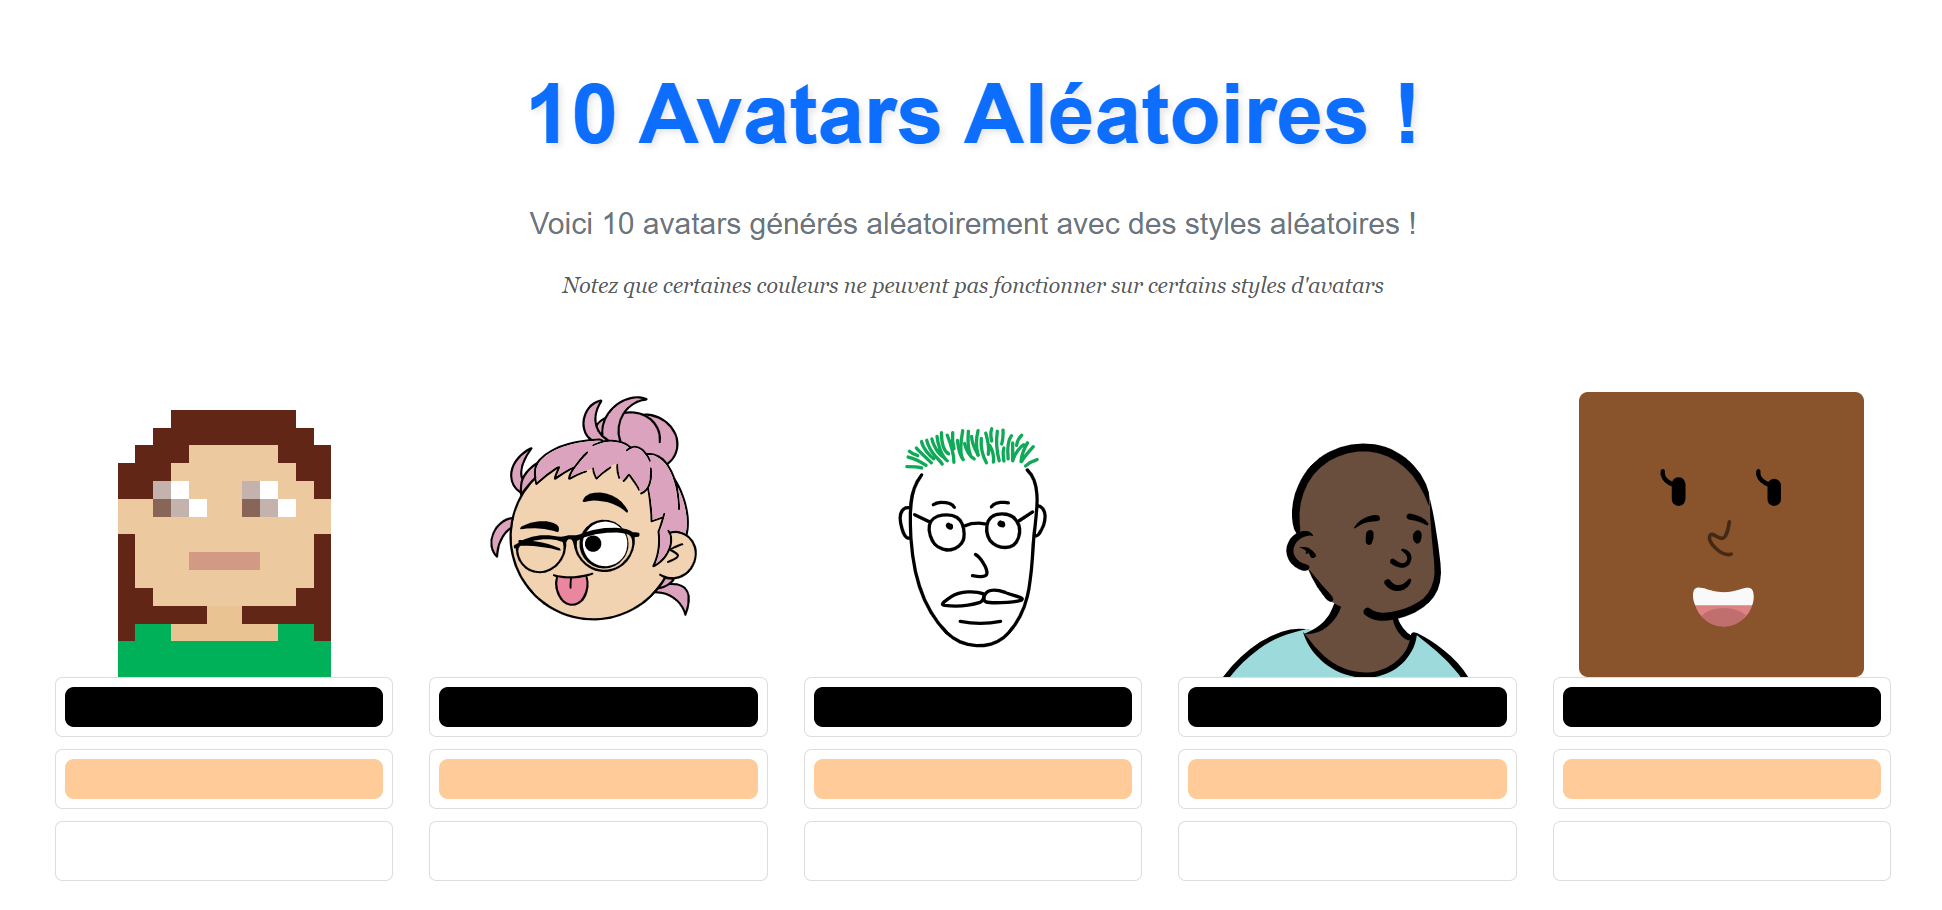 10 Avatars Aléatoires !
Voici 10 avatars générés aléatoirement avec des styles aléatoires !
Notez que certaines couleurs ne peuvent pas fonctionner sur certains styles d'avatars